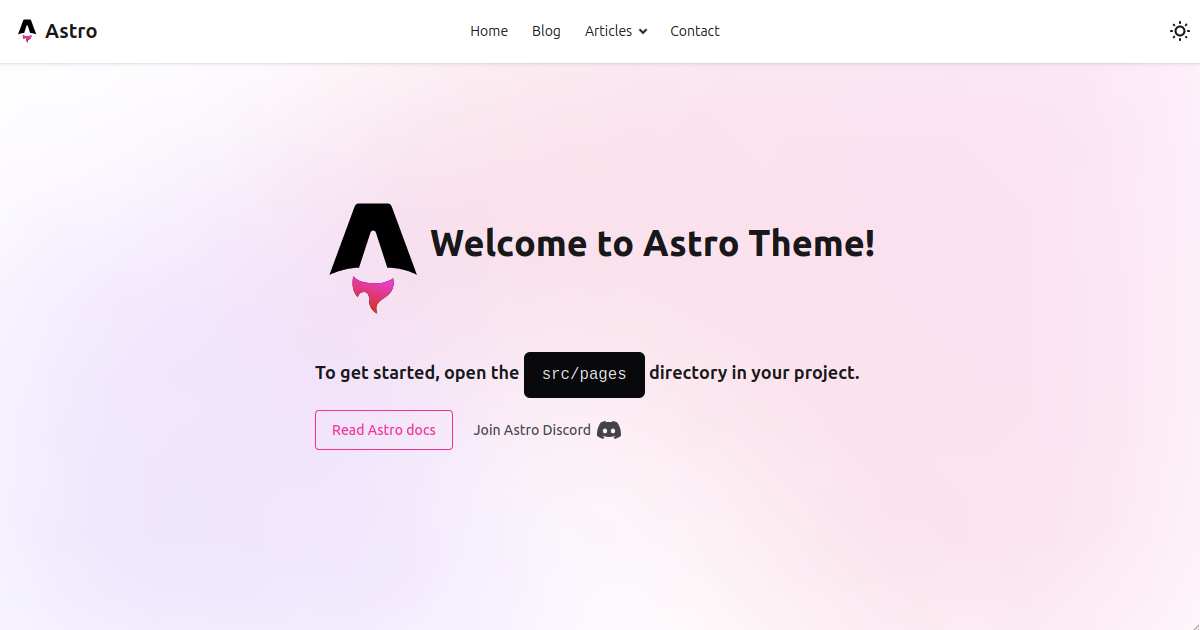 Astro
Home Blog Articles Contact
Welcome to Astro Theme!
To get started, open the src/pages directory in your project.
Read Astro docs Join Astro Discord